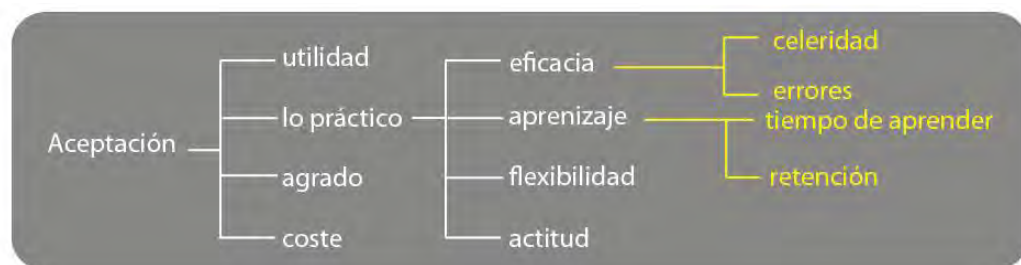 Aceptación
utilidad
lo práctico
agrado
coste
eficacia
aprenizaje
flexibilidad
actitud
celeridad
errores
tiempo de aprender
retención